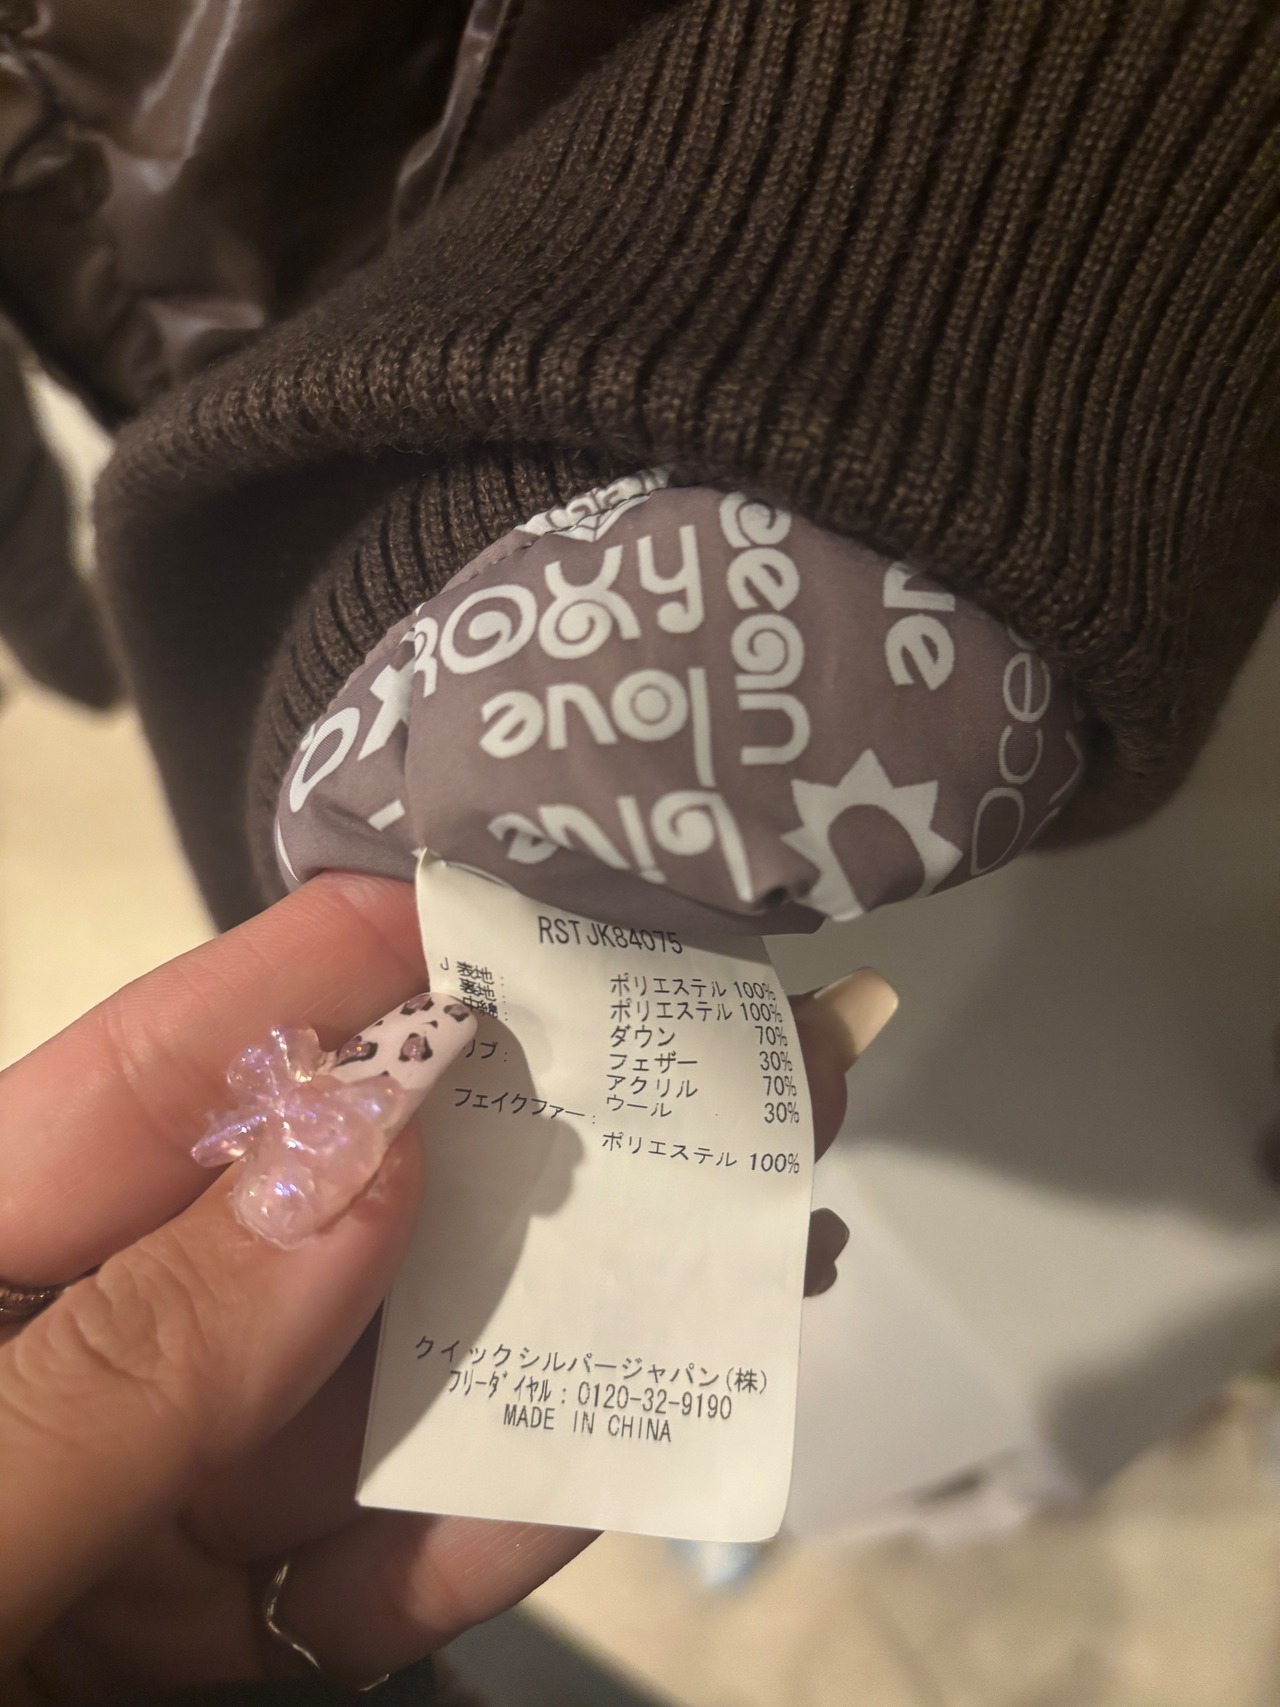 ROXY
ocean
love
live
Ocea
RSTJK84075
ポリエステル 100%
ポリエステル 100%
ダウン 70%
フェザー 30%
リブ: アクリル 70%
ウール 30%
フェイクファー:
ポリエステル 100%
クイックシルバージャパン(株)
フリーダイヤル: 0120-32-9190
MADE IN CHINA